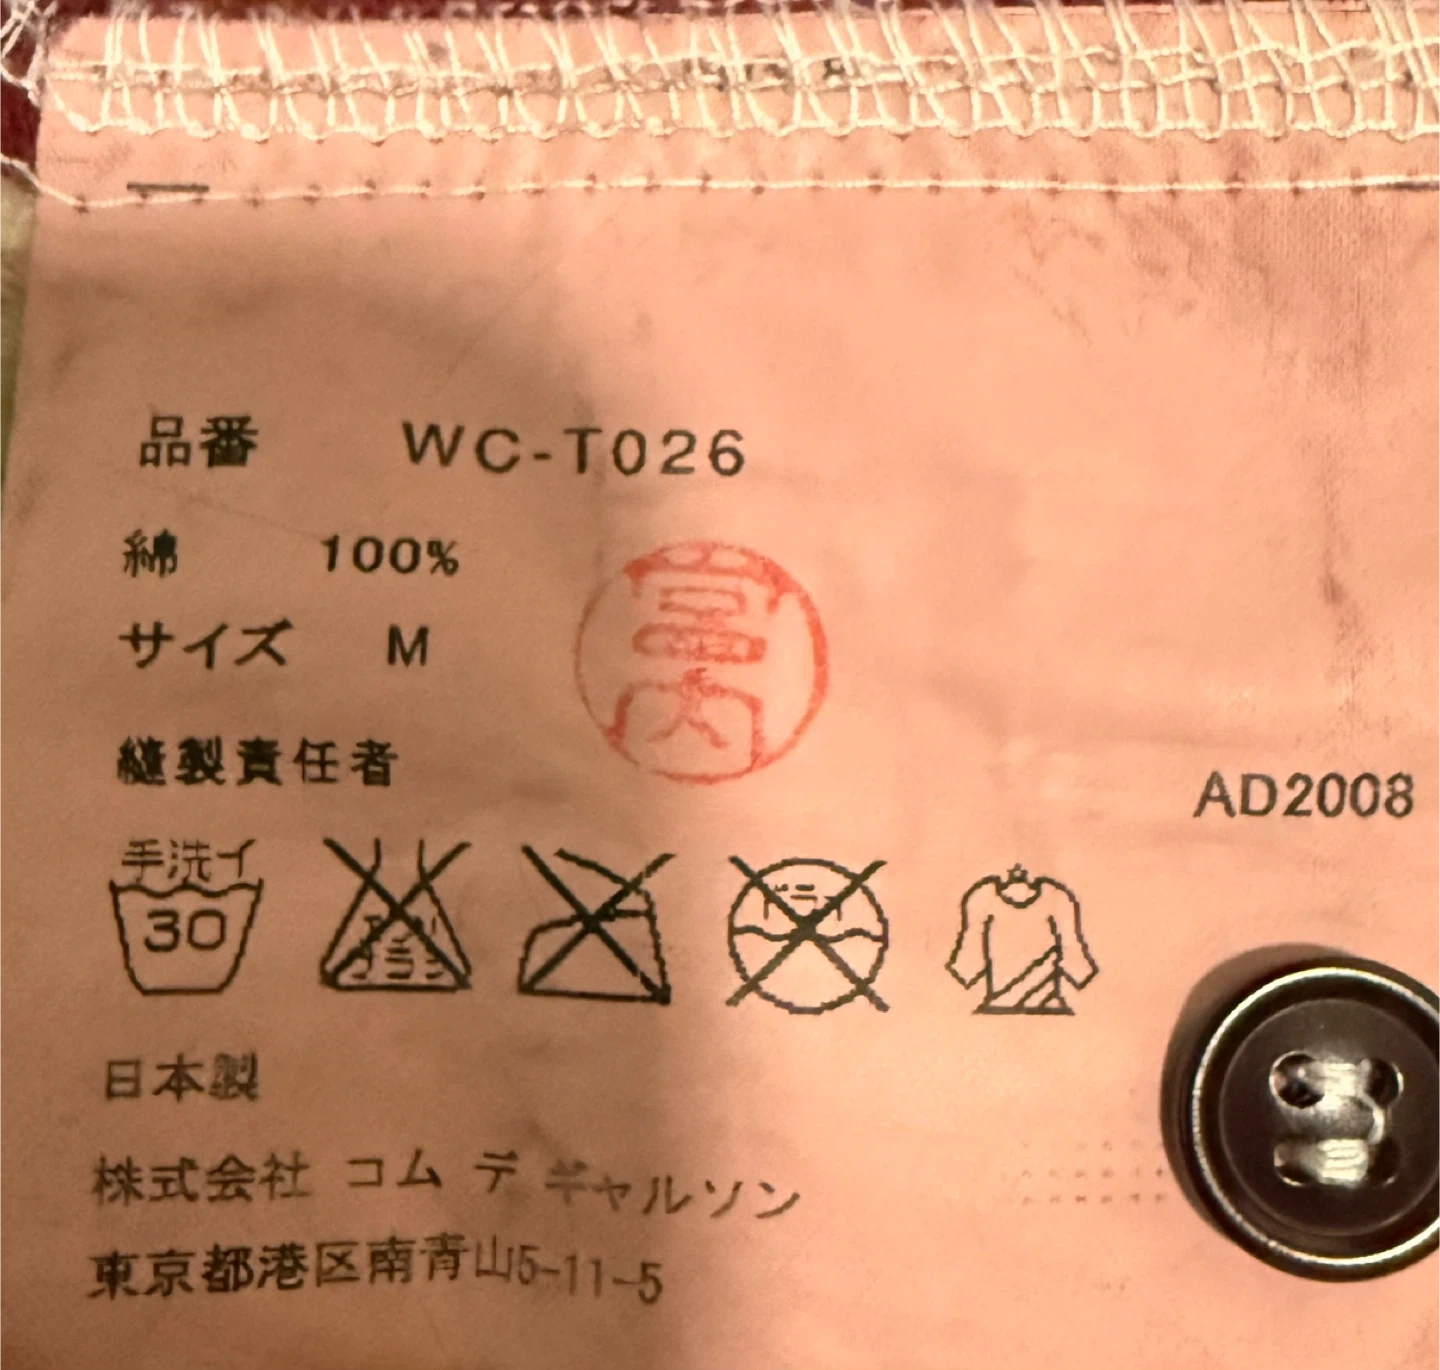 品番 WC-T026
綿 100%
サイズ M
富内
縫製責任者
AD2008
手洗イ
30
日本製
株式会社 コム デ ギャルソン
東京都港区南青山5-11-5